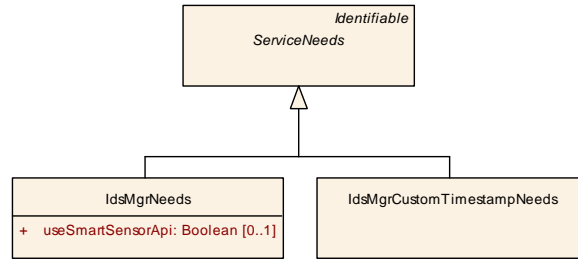 Identifiable
ServiceNeeds
IdsMgrNeeds
+ useSmartSensorApi: Boolean [0..1]
IdsMgrCustomTimestampNeeds